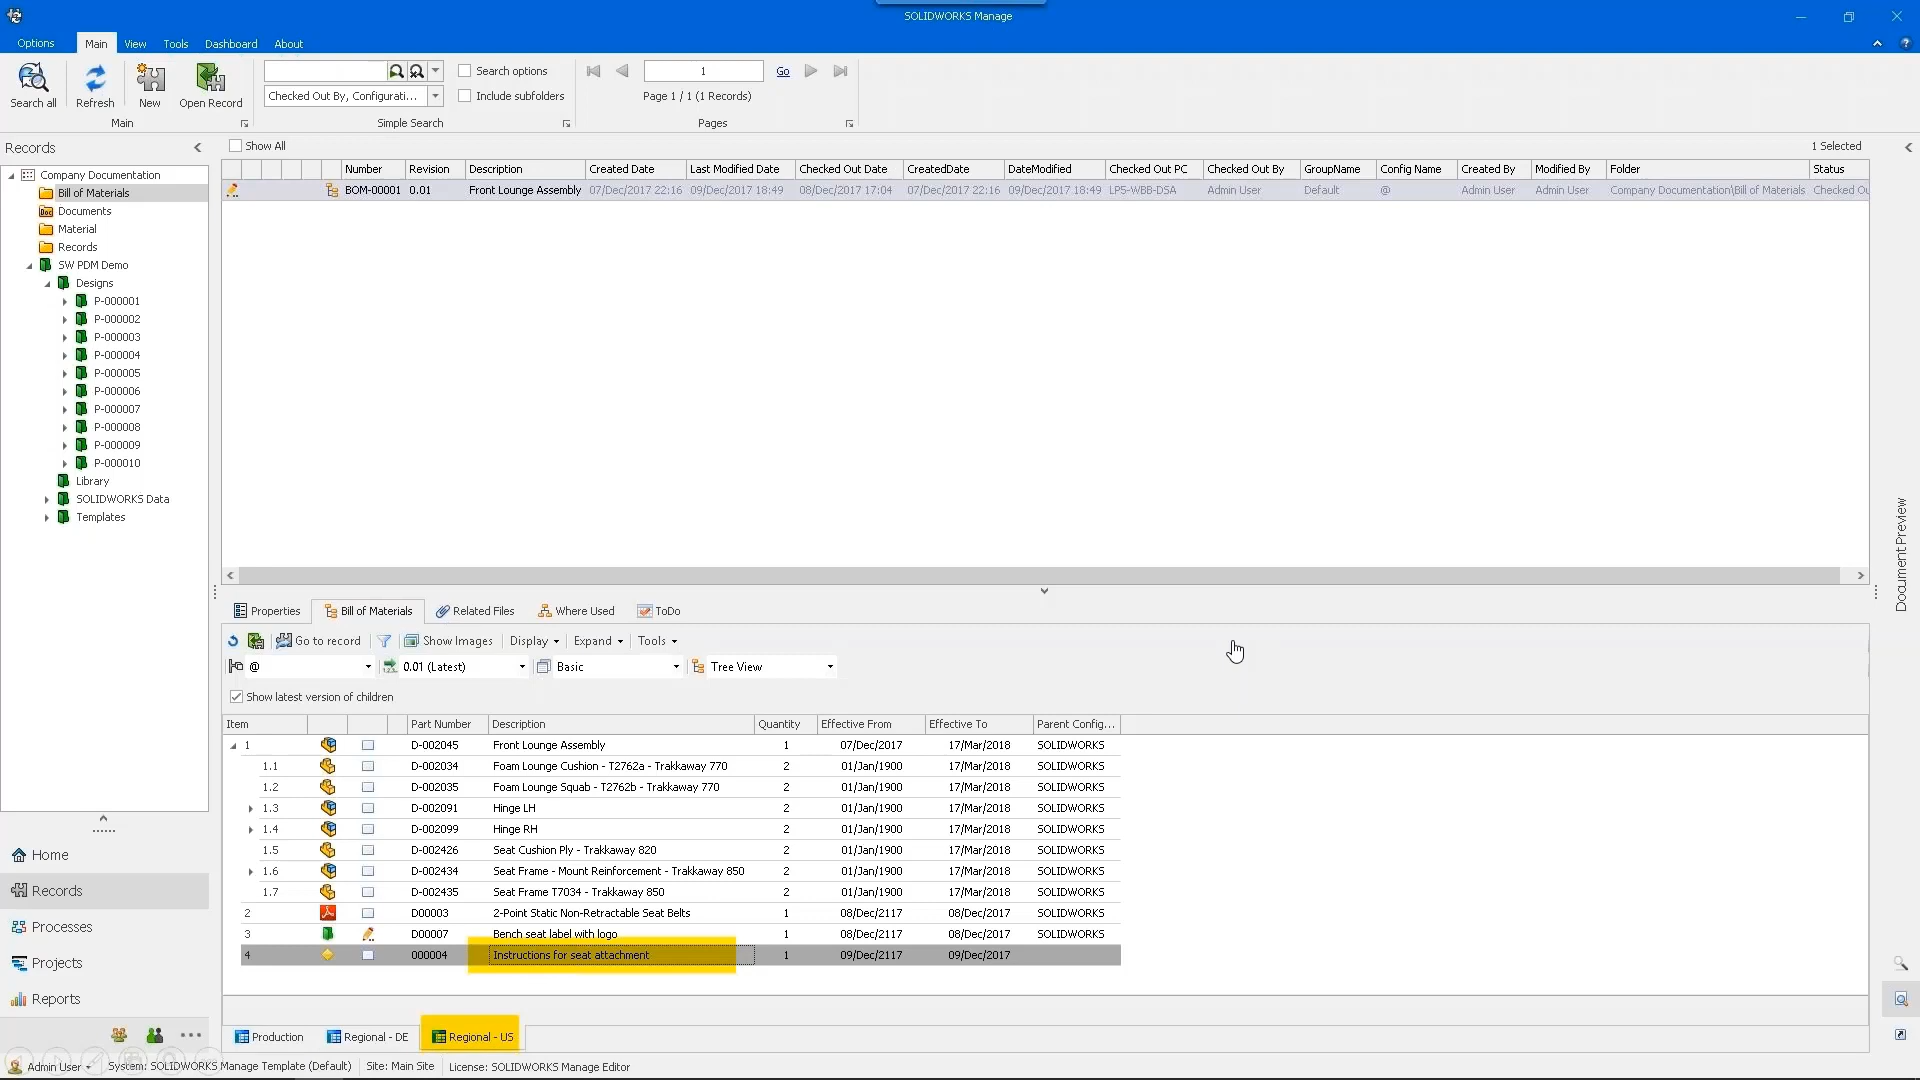 SOLIDWORKS Manage
Options Main View Tools Dashboard About
Search all Refresh New Open Record
Search options
1 Go
Checked Out By, Configurati... Include subfolders
Page 1 / 1 (1 Records)
Main Simple Search Pages
Records
Show All 1 Selected
Number Revision Description Created Date Last Modified Date Checked Out Date CreatedDate DateModified Checked Out PC Checked Out By GroupName Config Name Created By Modified By Folder Status
BOM-00001 0.01 Front Lounge Assembly 07/Dec/2017 22:16 09/Dec/2017 18:49 08/Dec/2017 17:04 07/Dec/2017 22:16 09/Dec/2017 18:49 LP5-WBB-DSA Admin User Default @ Admin User Admin User Company Documentation\Bill of Materials Checked Ou
Company Documentation
Bill of Materials
Documents
Material
Records
SW PDM Demo
Designs
P-000001
P-000002
P-000003
P-000004
P-000005
P-000006
P-000007
P-000008
P-000009
P-000010
Library
SOLIDWORKS Data
Templates
Home
Records
Processes
Projects
Reports
Document Preview
Properties Bill of Materials Related Files Where Used ToDo
Go to record Show Images Display Expand Tools
@ 0.01 (Latest) Basic Tree View
Show latest version of children
Item Part Number Description Quantity Effective From Effective To Parent Config...
1 D-002045 Front Lounge Assembly 1 07/Dec/2017 17/Mar/2018 SOLIDWORKS
1.1 D-002034 Foam Lounge Cushion - T2762a - Trakkaway 770 2 01/Jan/1900 17/Mar/2018 SOLIDWORKS
1.2 D-002035 Foam Lounge Squab - T2762b - Trakkaway 770 2 01/Jan/1900 17/Mar/2018 SOLIDWORKS
1.3 D-002091 Hinge LH 2 01/Jan/1900 17/Mar/2018 SOLIDWORKS
1.4 D-002099 Hinge RH 2 01/Jan/1900 17/Mar/2018 SOLIDWORKS
1.5 D-002426 Seat Cushion Ply - Trakkaway 820 2 01/Jan/1900 17/Mar/2018 SOLIDWORKS
1.6 D-002434 Seat Frame - Mount Reinforcement - Trakkaway 850 2 01/Jan/1900 17/Mar/2018 SOLIDWORKS
1.7 D-002435 Seat Frame T7034 - Trakkaway 850 2 01/Jan/1900 17/Mar/2018 SOLIDWORKS
2 D00003 2-Point Static Non-Retractable Seat Belts 1 08/Dec/2117 08/Dec/2017 SOLIDWORKS
3 D00007 Bench seat label with logo 1 08/Dec/2117 08/Dec/2017 SOLIDWORKS
4 000004 Instructions for seat attachment 1 09/Dec/2117 09/Dec/2017
Production Regional - DE Regional - US
Admin User System: SOLIDWORKS Manage Template (Default) Site: Main Site License: SOLIDWORKS Manage Editor